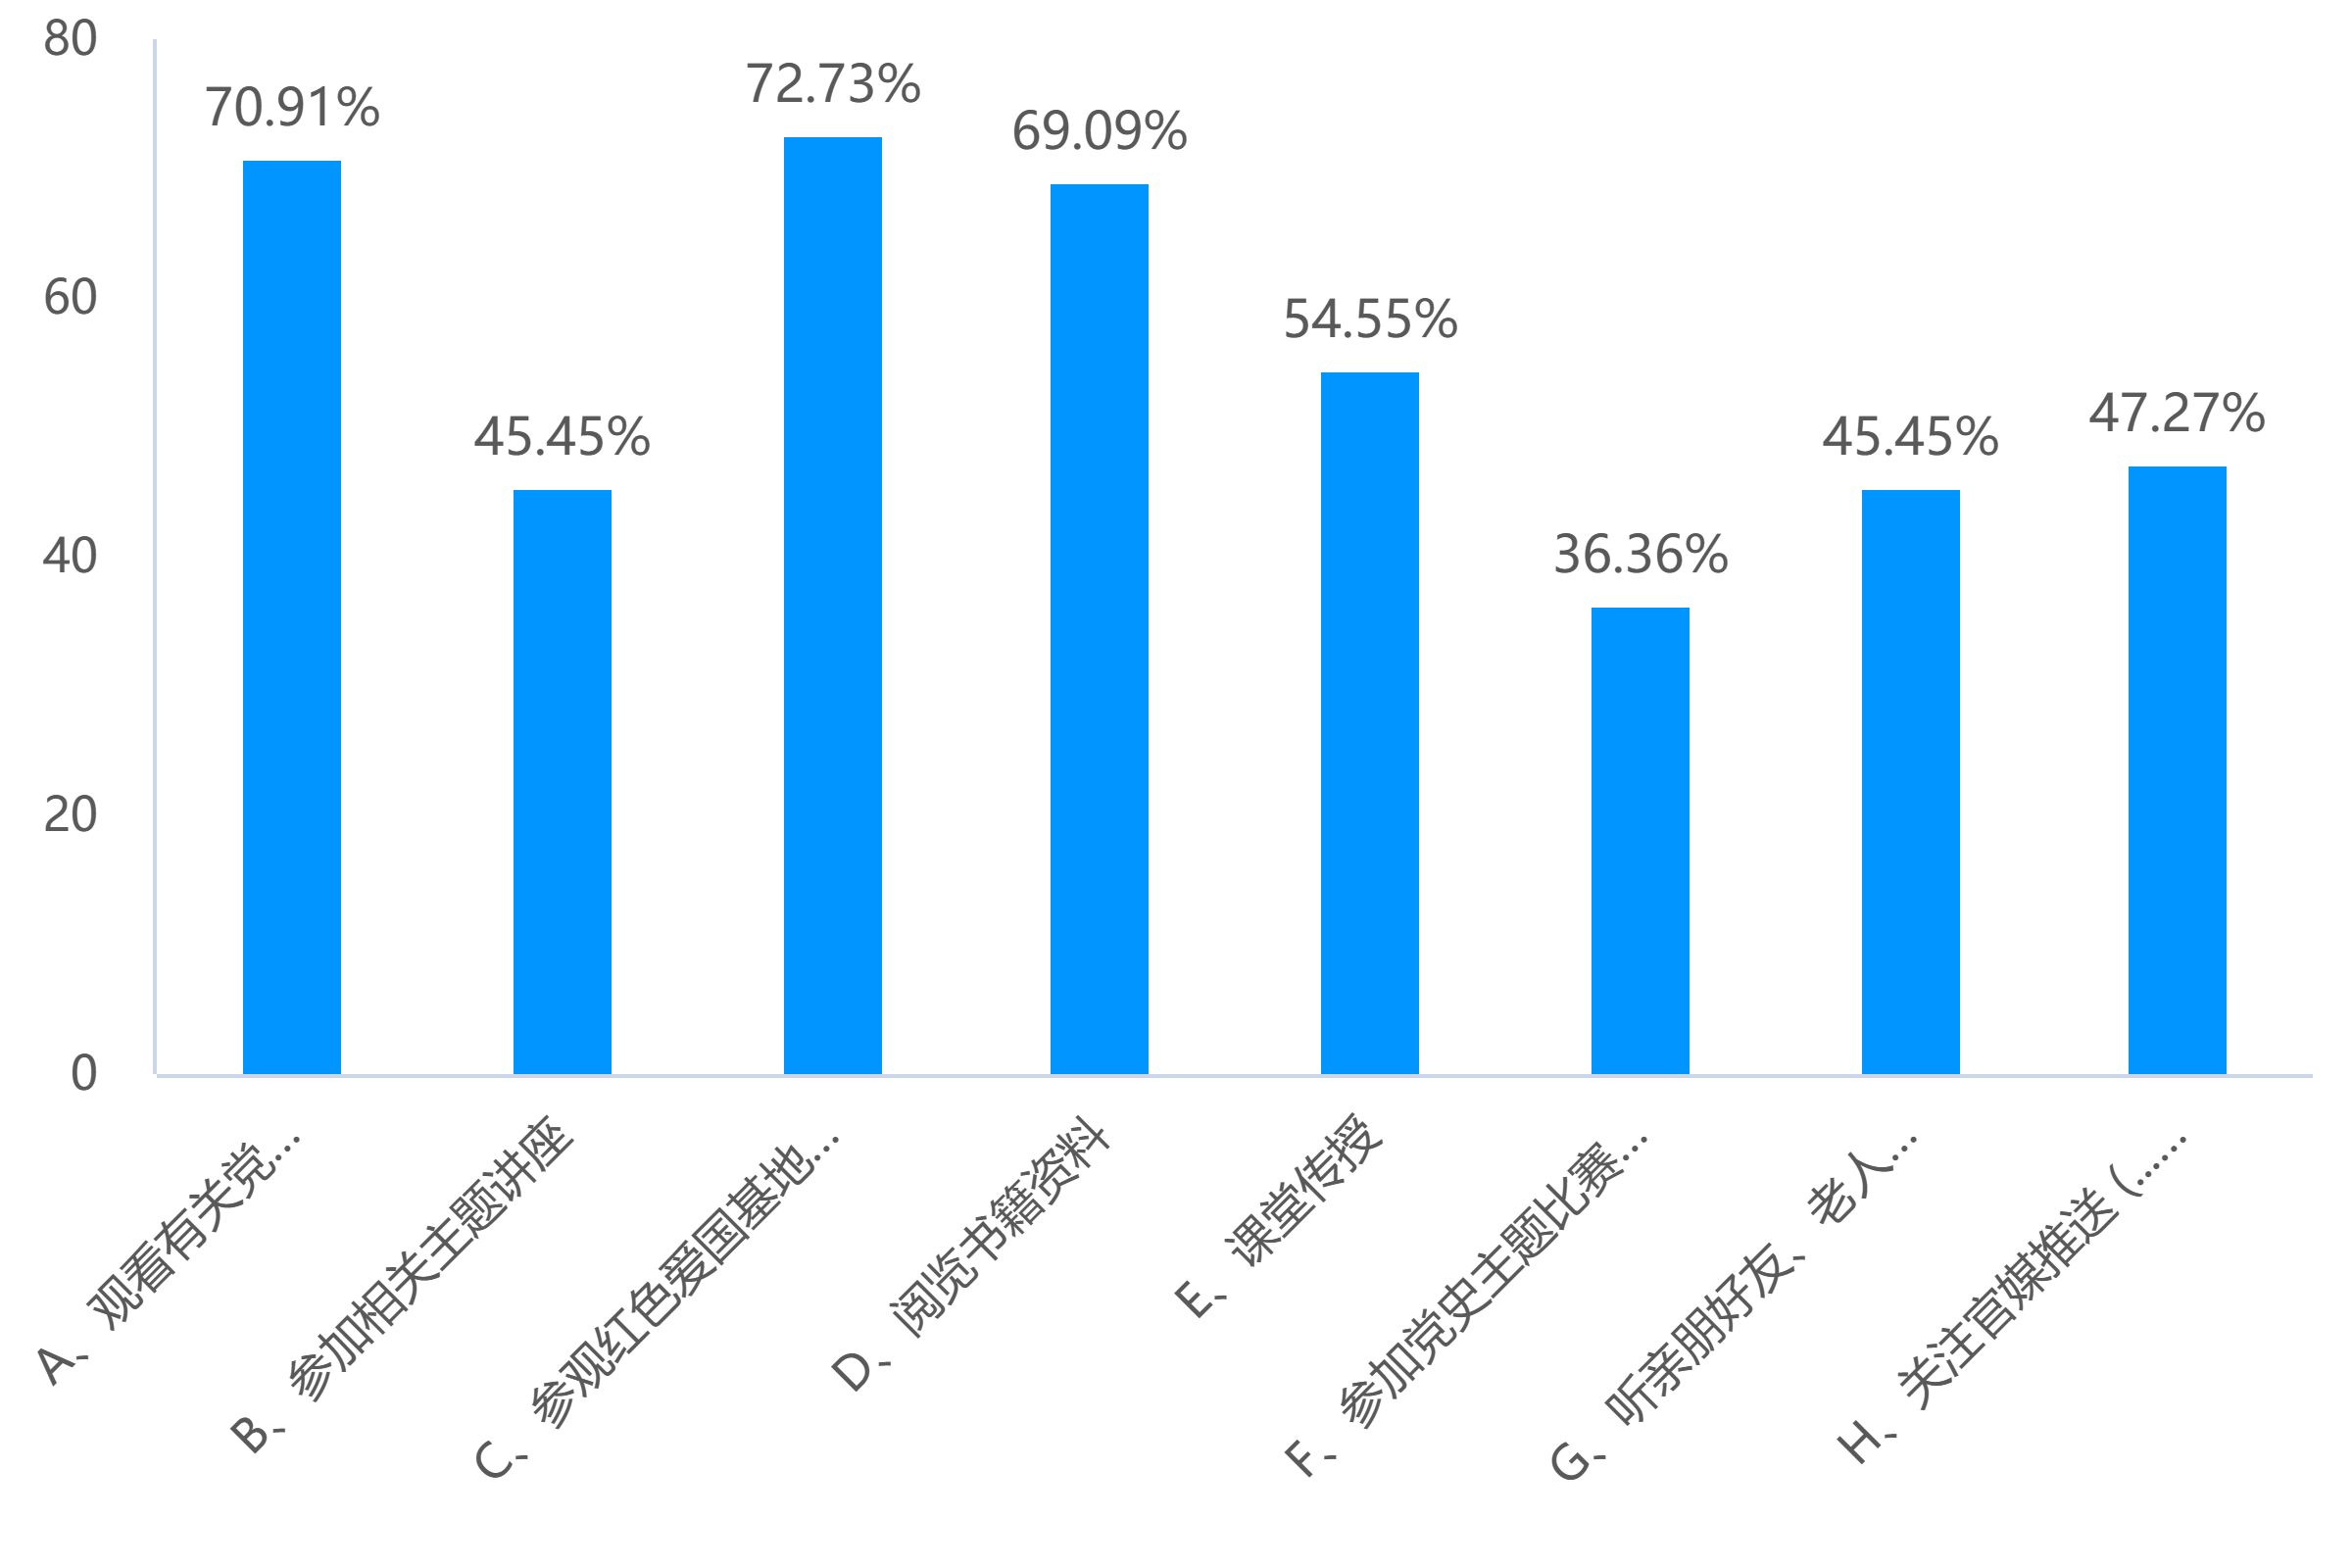 80
60
40
20
0
70.91%
45.45%
72.73%
69.09%
54.55%
36.36%
45.45%
47.27%
A、观看有关党...
B、参加相关主题讲座
C、参观红色爱国基地...
D、阅览书籍资料
E、课堂传授
F、参加党史主题比赛...
G、听亲朋好友、老人...
H、关注官媒推送（......